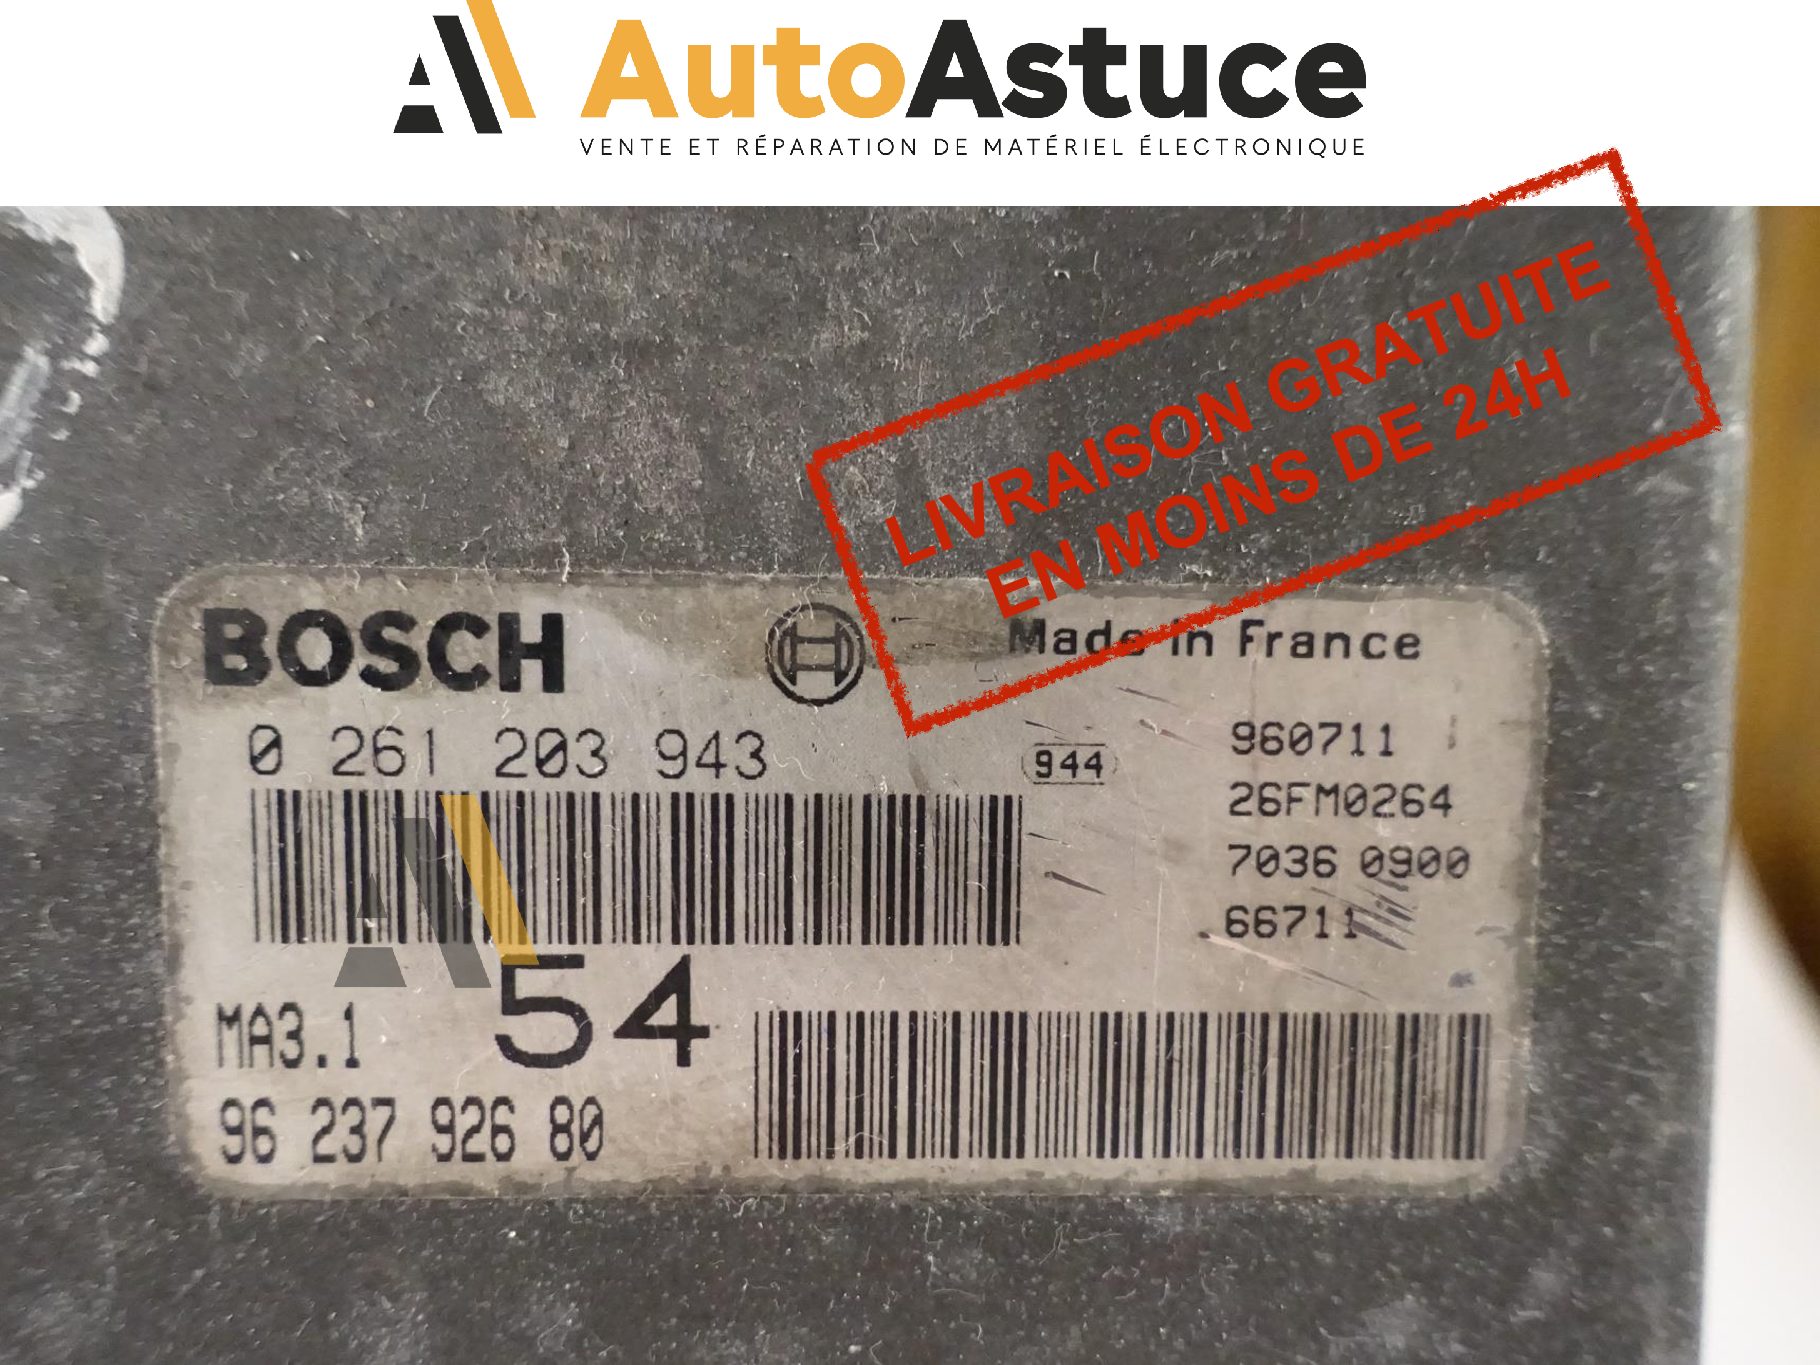 AutoAstuce
VENTE ET RÉPARATION DE MATÉRIEL ÉLECTRONIQUE
LIVRAISON GRATUITE
EN MOINS DE 24H
BOSCH
Made in France
0 261 203 943
944
960711
26FM0264
7036 0900
66711
MA3.1
54
96 237 926 80